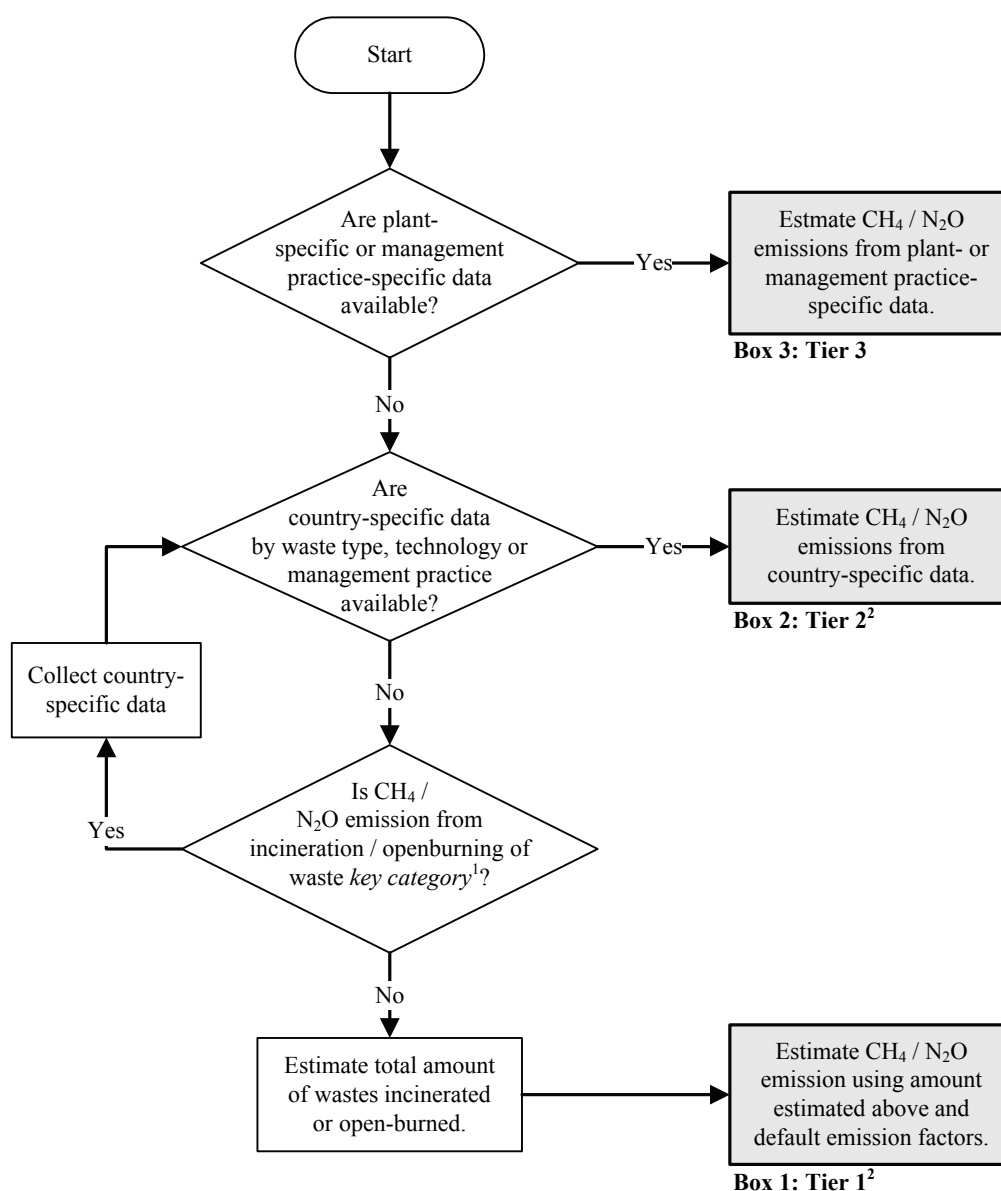 Start
Are plant-
specific or management
practice-specific data
available?
Yes
Estmate CH₄ / N₂O
emissions from plant- or
management practice-
specific data.
Box 3: Tier 3
No
Are
country-specific data
by waste type, technology or
management practice
available?
Yes
Estimate CH₄ / N₂O
emissions from
country-specific data.
Box 2: Tier 2²
Collect country-
specific data
No
Is CH₄ /
N₂O emission from
incineration / openburning of
waste key category¹?
Yes
No
Estimate total amount
of wastes incinerated
or open-burned.
Estimate CH₄ / N₂O
emission using amount
estimated above and
default emission factors.
Box 1: Tier 1²